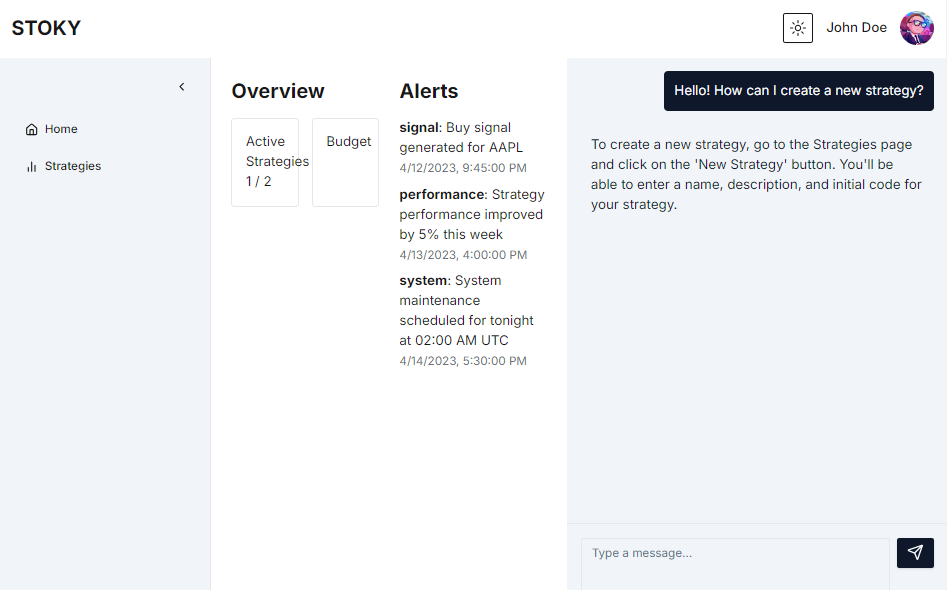 STOKY
John Doe
Home
Strategies
Overview
Active
Strategies
1 / 2
Budget
Alerts
signal: Buy signal
generated for AAPL
4/12/2023, 9:45:00 PM
performance: Strategy
performance improved
by 5% this week
4/13/2023, 4:00:00 PM
system: System
maintenance
scheduled for tonight
at 02:00 AM UTC
4/14/2023, 5:30:00 PM
Hello! How can I create a new strategy?
To create a new strategy, go to the Strategies page
and click on the 'New Strategy' button. You'll be
able to enter a name, description, and initial code for
your strategy.
Type a message...